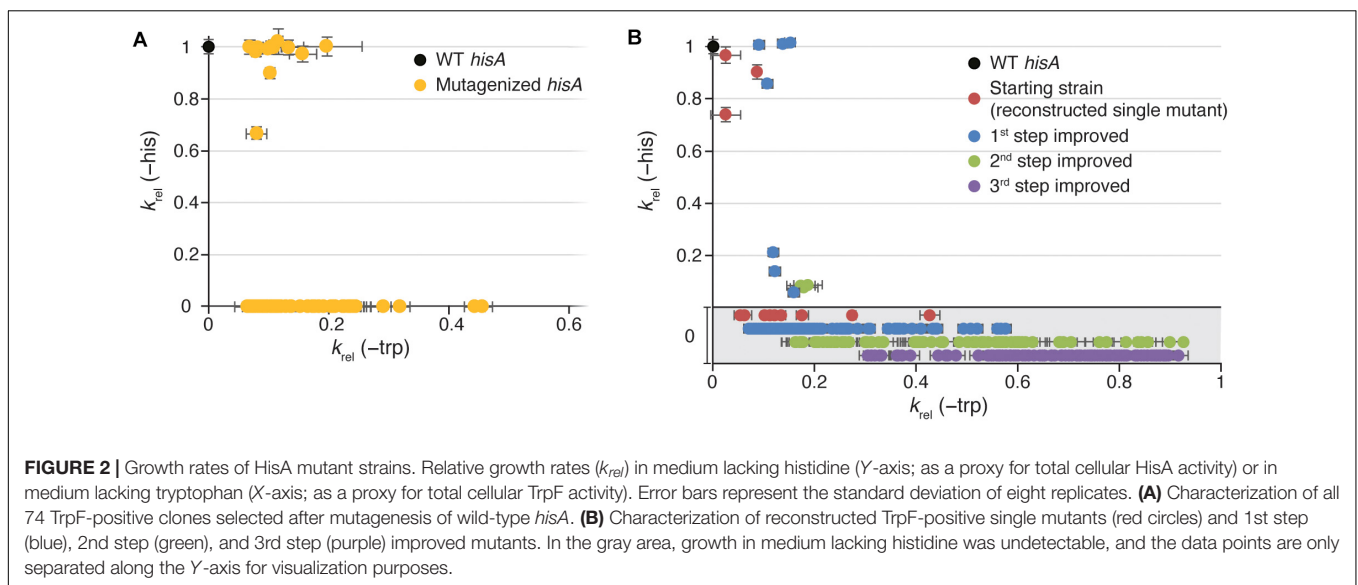 A
1
0.8
0.6
0.4
0.2
0
k_rel (–his)
0
0.2
0.4
0.6
k_rel (–trp)
WT hisA
Mutagenized hisA
B
1
0.8
0.6
0.4
0.2
0
k_rel (–his)
0
0.2
0.4
0.6
0.8
1
k_rel (–trp)
WT hisA
Starting strain
(reconstructed single mutant)
1st step improved
2nd step improved
3rd step improved
FIGURE 2 | Growth rates of HisA mutant strains. Relative growth rates (k_rel) in medium lacking histidine (Y-axis; as a proxy for total cellular HisA activity) or in
medium lacking tryptophan (X-axis; as a proxy for total cellular TrpF activity). Error bars represent the standard deviation of eight replicates. (A) Characterization of all
74 TrpF-positive clones selected after mutagenesis of wild-type hisA. (B) Characterization of reconstructed TrpF-positive single mutants (red circles) and 1st step
(blue), 2nd step (green), and 3rd step (purple) improved mutants. In the gray area, growth in medium lacking histidine was undetectable, and the data points are only
separated along the Y-axis for visualization purposes.